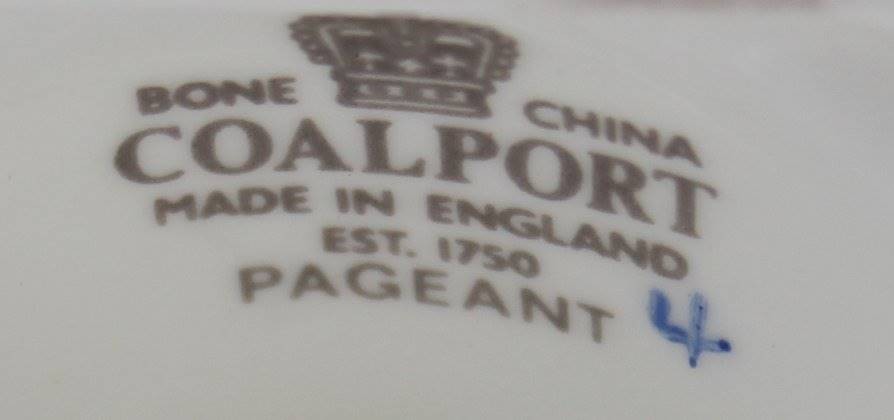 BONE CHINA
COALPORT
MADE IN ENGLAND
EST. 1750
PAGEANT 4